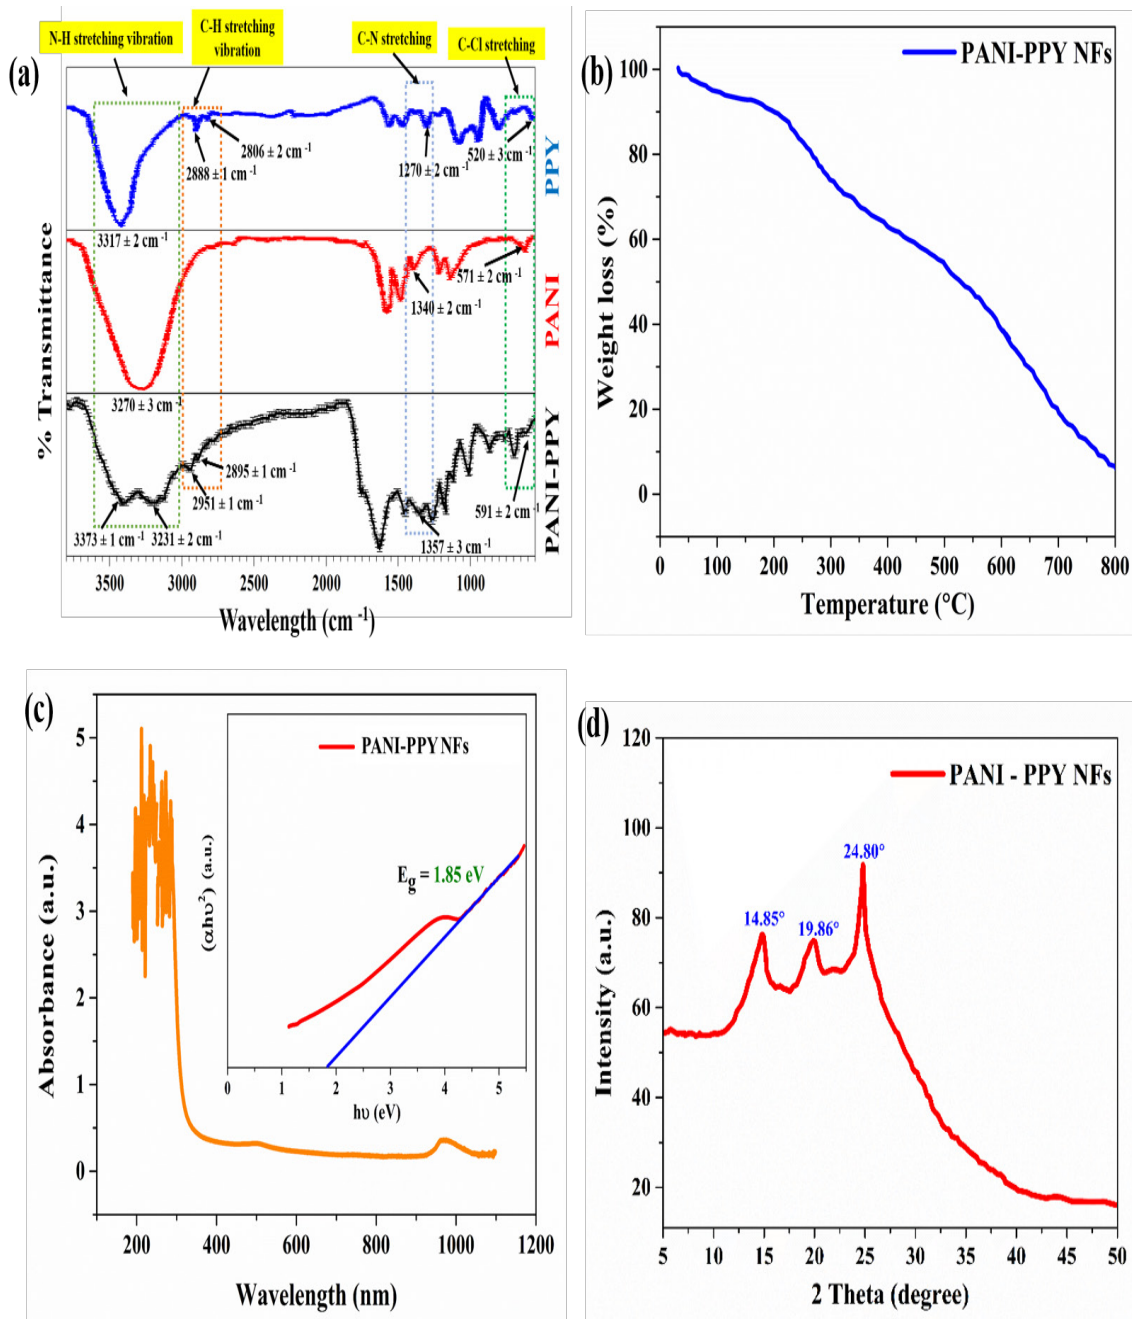 N-H stretching vibration
C-H stretching
vibration
C-N stretching
C-Cl stretching
(a)
2806 ± 2 cm -1
2888 ± 1 cm -1
1270 ± 2 cm -1
520 ± 3 cm -1
3317 ± 2 cm -1
PPY
571 ± 2 cm -1
1340 ± 2 cm -1
3270 ± 3 cm -1
PANI
2895 ± 1 cm -1
2951 ± 1 cm -1
3373 ± 1 cm -1
3231 ± 2 cm -1
1357 ± 3 cm -1
591 ± 2 cm -1
PANI-PPY
% Transmittance
3500 3000 2500 2000 1500 1000
Wavelength (cm -1)
(b)
PANI-PPY NFs
100
80
60
40
20
0
Weight loss (%)
0 100 200 300 400 500 600 700 800
Temperature (°C)
(c)
5
4
3
2
1
0
Absorbance (a.u.)
PANI-PPY NFs
Eg = 1.85 eV
(αhυ2) (a.u.)
0 1 2 3 4 5
hυ (eV)
200 400 600 800 1000 1200
Wavelength (nm)
(d)
PANI - PPY NFs
120
100
80
60
40
20
Intensity (a.u.)
14.85°
19.86°
24.80°
5 10 15 20 25 30 35 40 45 50
2 Theta (degree)